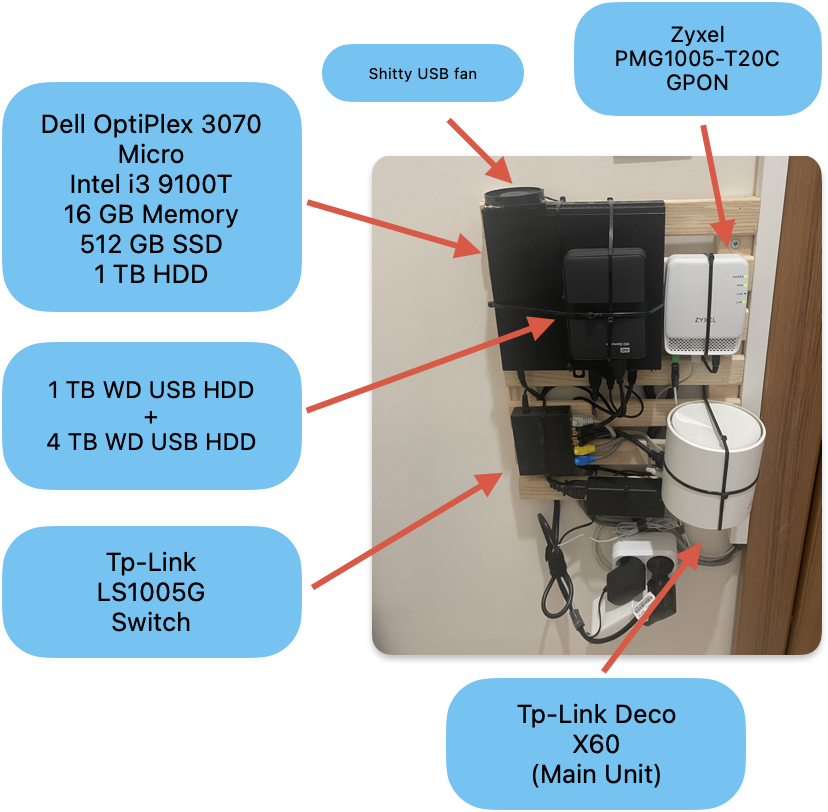 Shitty USB fan
Zyxel
PMG1005-T20C
GPON
Dell OptiPlex 3070
Micro
Intel i3 9100T
16 GB Memory
512 GB SSD
1 TB HDD
1 TB WD USB HDD
+
4 TB WD USB HDD
Tp-Link
LS1005G
Switch
Tp-Link Deco
X60
(Main Unit)
ZYXEL